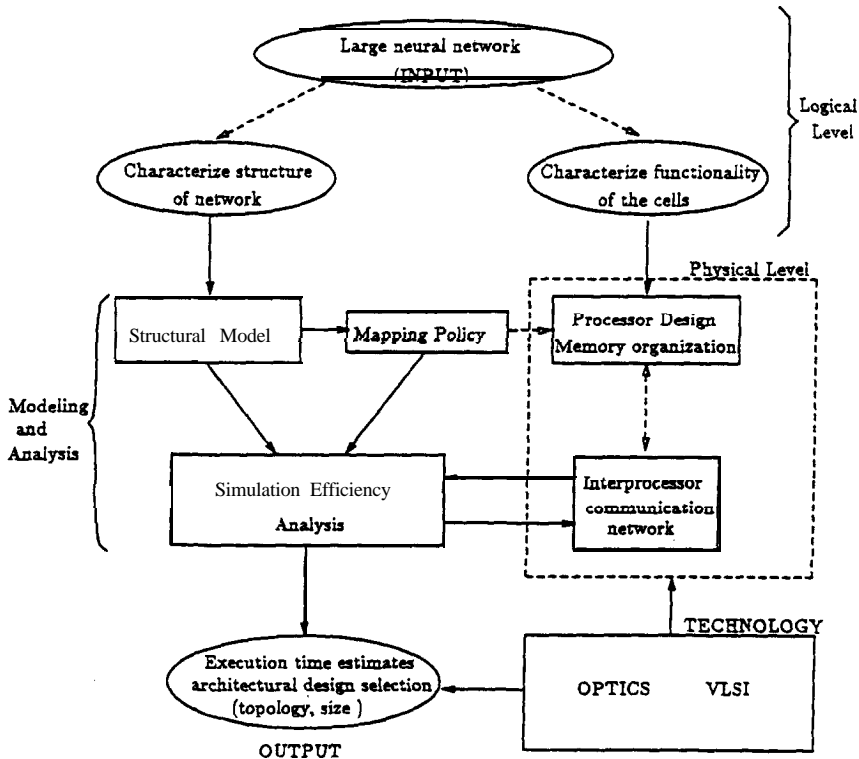 Large neural network
(INPUT)
Logical
Level
Characterize structure
of network
Characterize functionality
of the cells
Physical Level
Structural Model
Mapping Policy
Processor Design
Memory organization
Modeling
and
Analysis
Simulation Efficiency
Analysis
Interprocessor
communication
network
TECHNOLOGY
Execution time estimates
architectural design selection
(topology, size )
OPTICS VLSI
OUTPUT